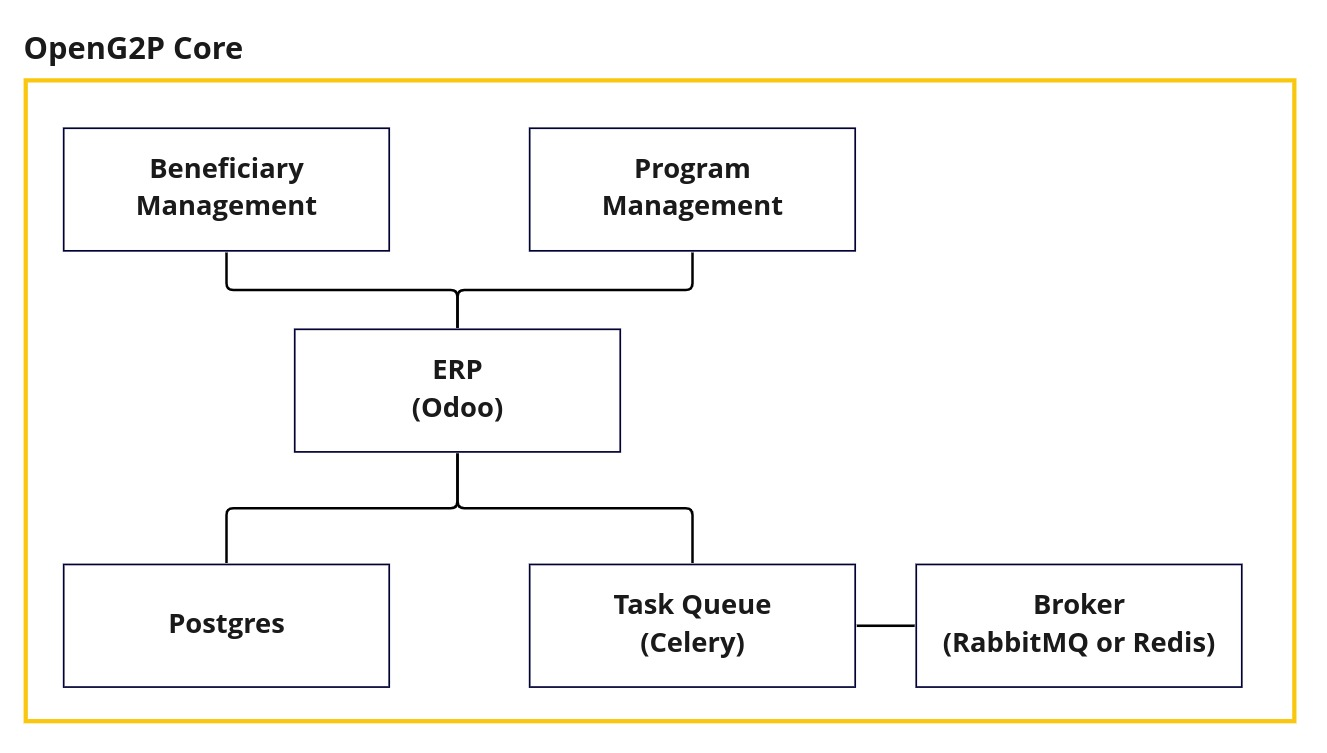 OpenG2P Core
Beneficiary
Management
Program
Management
ERP
(Odoo)
Postgres
Task Queue
(Celery)
Broker
(RabbitMQ or Redis)